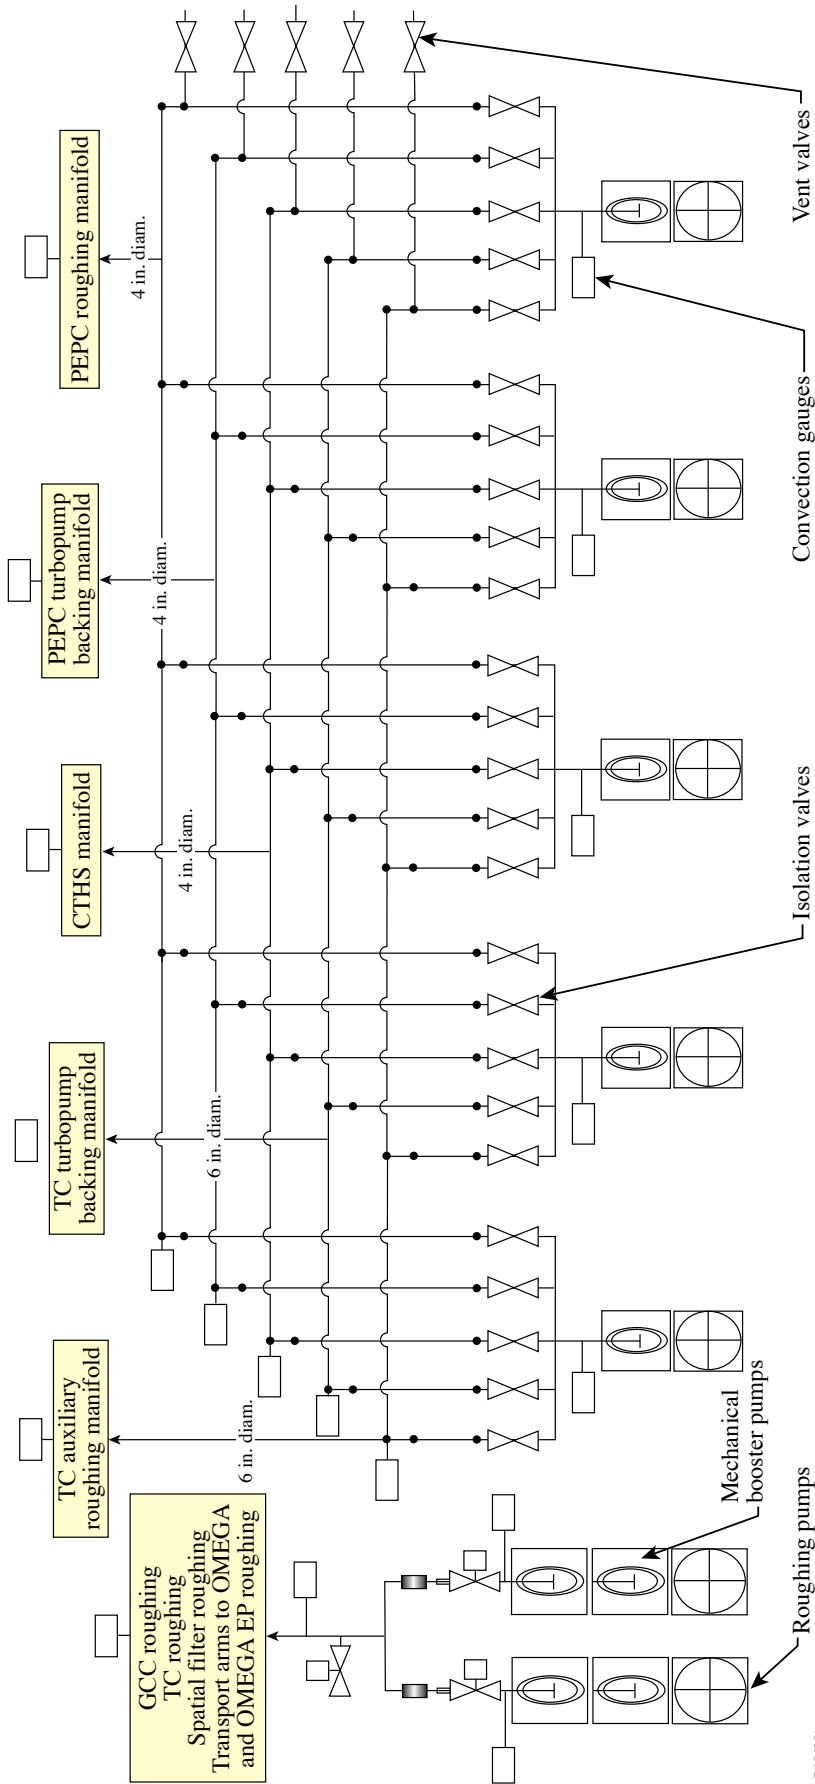 GCC roughing
TC roughing
Spatial filter roughing
Transport arms to OMEGA
and OMEGA EP roughing
TC auxiliary
roughing manifold
TC turbopump
backing manifold
CTHS manifold
PEPC turbopump
backing manifold
PEPC roughing manifold
6 in. diam.
6 in. diam.
4 in. diam.
4 in. diam.
4 in. diam.
Mechanical
booster pumps
Roughing pumps
Isolation valves
Convection gauges
Vent valves